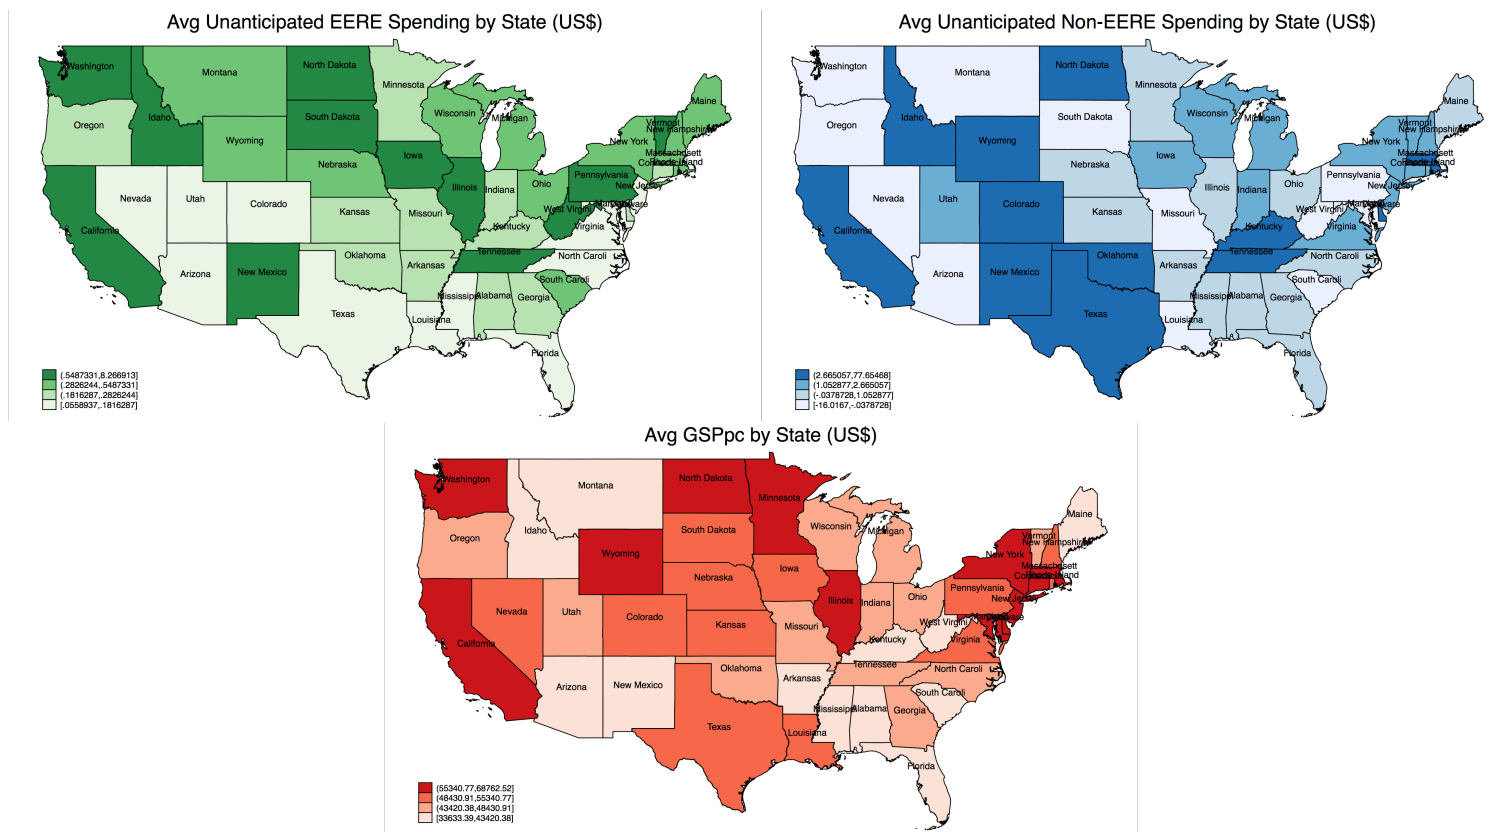 Avg Unanticipated EERE Spending by State (US$)
Washington
Montana
North Dakota
Minnesota
Maine
Oregon
Idaho
South Dakota
Wisconsin
Michigan
Vermont
New Hampshire
New York
Wyoming
Iowa
Massachusett
Rhode Island
Nebraska
Pennsylvania
Nevada
Utah
Colorado
Illinois
Indiana
Ohio
New Jersey
Kansas
Missouri
West Virgini
California
Kentucky
Virginia
Arizona
New Mexico
Oklahoma
Arkansas
Tennessee
North Caroli
South Caroli
Texas
Mississipp
Alabama
Georgia
Louisiana
Florida
(.5487331,8.266913]
(.2826244,.5487331]
(.1816287,.2826244]
[.0558937,.1816287]
Avg Unanticipated Non-EERE Spending by State (US$)
Washington
Montana
North Dakota
Minnesota
Maine
Oregon
Idaho
South Dakota
Wisconsin
Michigan
Vermont
New Hampshire
New York
Wyoming
Iowa
Massachusett
Rhode Island
Nebraska
Pennsylvania
Nevada
Utah
Colorado
Illinois
Indiana
Ohio
New Jersey
Kansas
Missouri
West Virgini
California
Kentucky
Virginia
Arizona
New Mexico
Oklahoma
Arkansas
Tennessee
North Caroli
South Caroli
Texas
Mississipp
Alabama
Georgia
Louisiana
Florida
(2.665057,77.65468]
(1.052877,2.665057]
(-.0378728,1.052877]
[-16.0167,-.0378728]
Avg GSPpc by State (US$)
Washington
Montana
North Dakota
Minnesota
Maine
Oregon
Idaho
South Dakota
Wisconsin
Michigan
Vermont
New Hampshire
New York
Wyoming
Iowa
Massachusett
Rhode Island
Nebraska
Pennsylvania
Nevada
Utah
Colorado
Illinois
Indiana
Ohio
New Jersey
Kansas
Missouri
West Virgini
California
Kentucky
Virginia
Arizona
New Mexico
Oklahoma
Arkansas
Tennessee
North Caroli
South Caroli
Texas
Mississipp
Alabama
Georgia
Louisiana
Florida
(55340.77,68762.52]
(48430.91,55340.77]
(43420.38,48430.91]
[33633.39,43420.38]